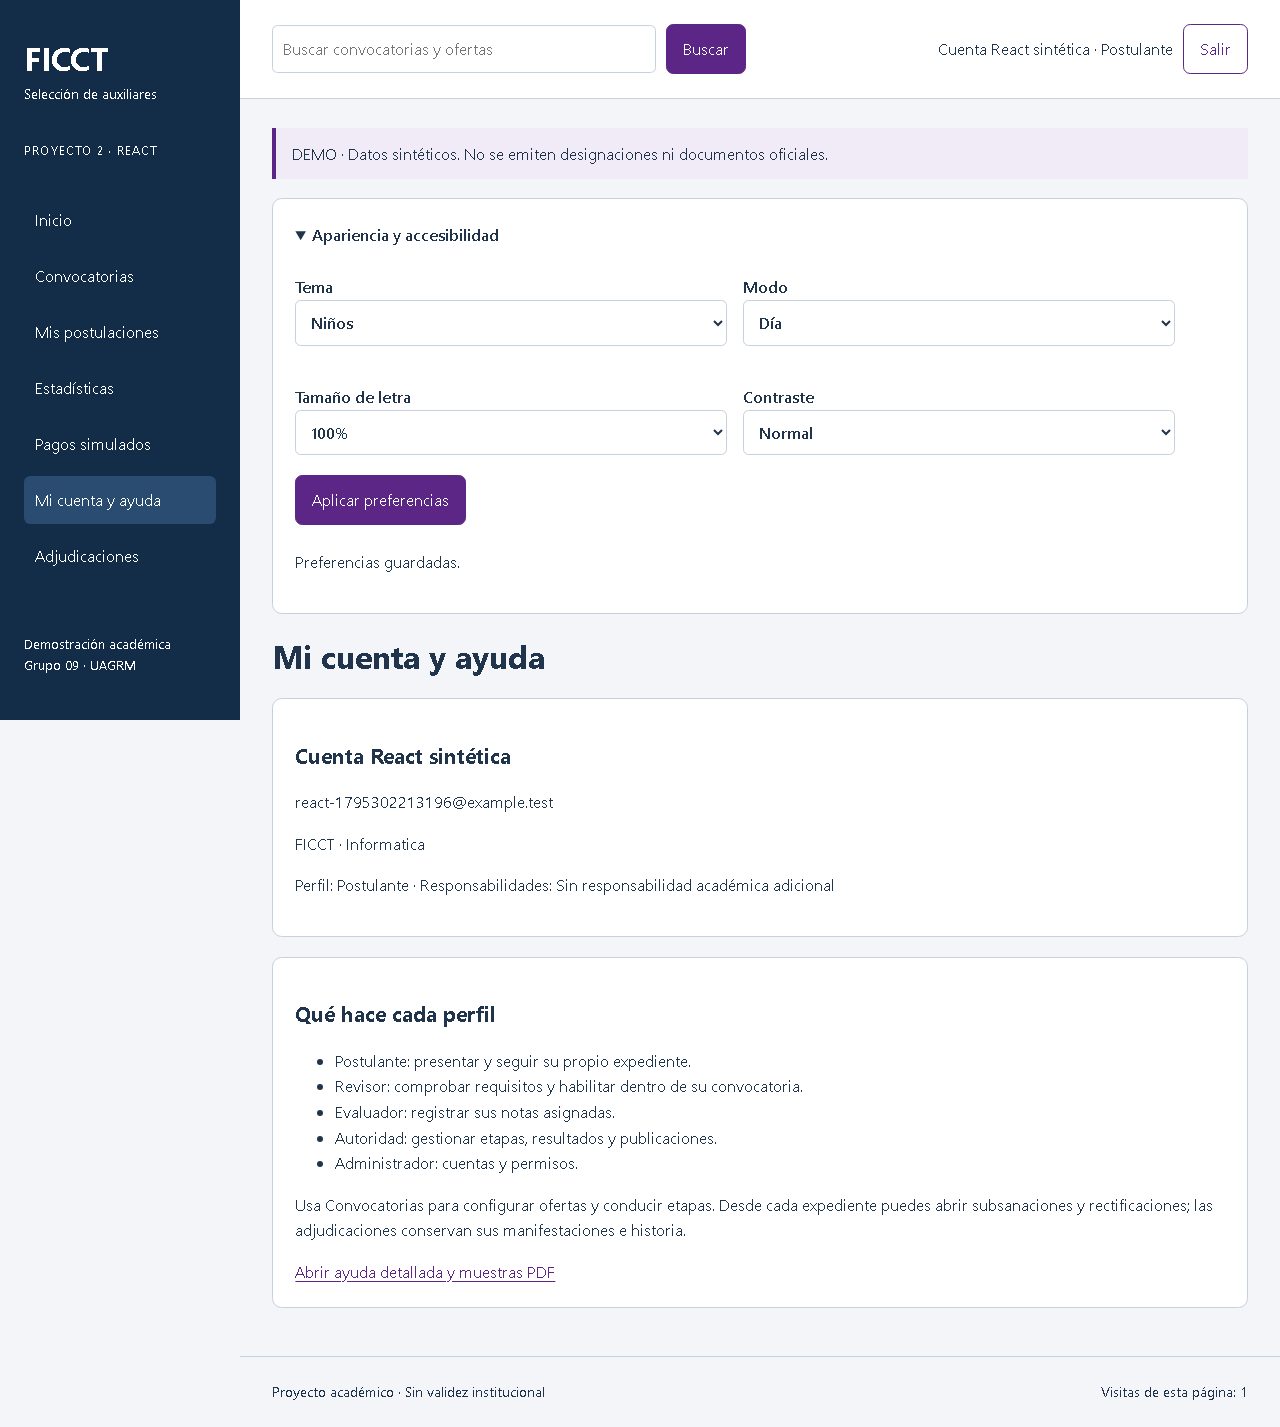 FICCT
Selección de auxiliares
PROYECTO 2 · REACT
Inicio
Convocatorias
Mis postulaciones
Estadísticas
Pagos simulados
Mi cuenta y ayuda
Adjudicaciones
Demostración académica
Grupo 09 · UAGRM
Buscar convocatorias y ofertas
Buscar
Cuenta React sintética · Postulante
Salir
DEMO · Datos sintéticos. No se emiten designaciones ni documentos oficiales.
Apariencia y accesibilidad
Tema
Modo
Niños
Día
Tamaño de letra
Contraste
100%
Normal
Aplicar preferencias
Preferencias guardadas.
Mi cuenta y ayuda
Cuenta React sintética
react-1795302213196@example.test
FICCT · Informatica
Perfil: Postulante · Responsabilidades: Sin responsabilidad académica adicional
Qué hace cada perfil
Postulante: presentar y seguir su propio expediente.
Revisor: comprobar requisitos y habilitar dentro de su convocatoria.
Evaluador: registrar sus notas asignadas.
Autoridad: gestionar etapas, resultados y publicaciones.
Administrador: cuentas y permisos.
Usa Convocatorias para configurar ofertas y conducir etapas. Desde cada expediente puedes abrir subsanaciones y rectificaciones; las
adjudicaciones conservan sus manifestaciones e historia.
Abrir ayuda detallada y muestras PDF
Proyecto académico · Sin validez institucional
Visitas de esta página: 1